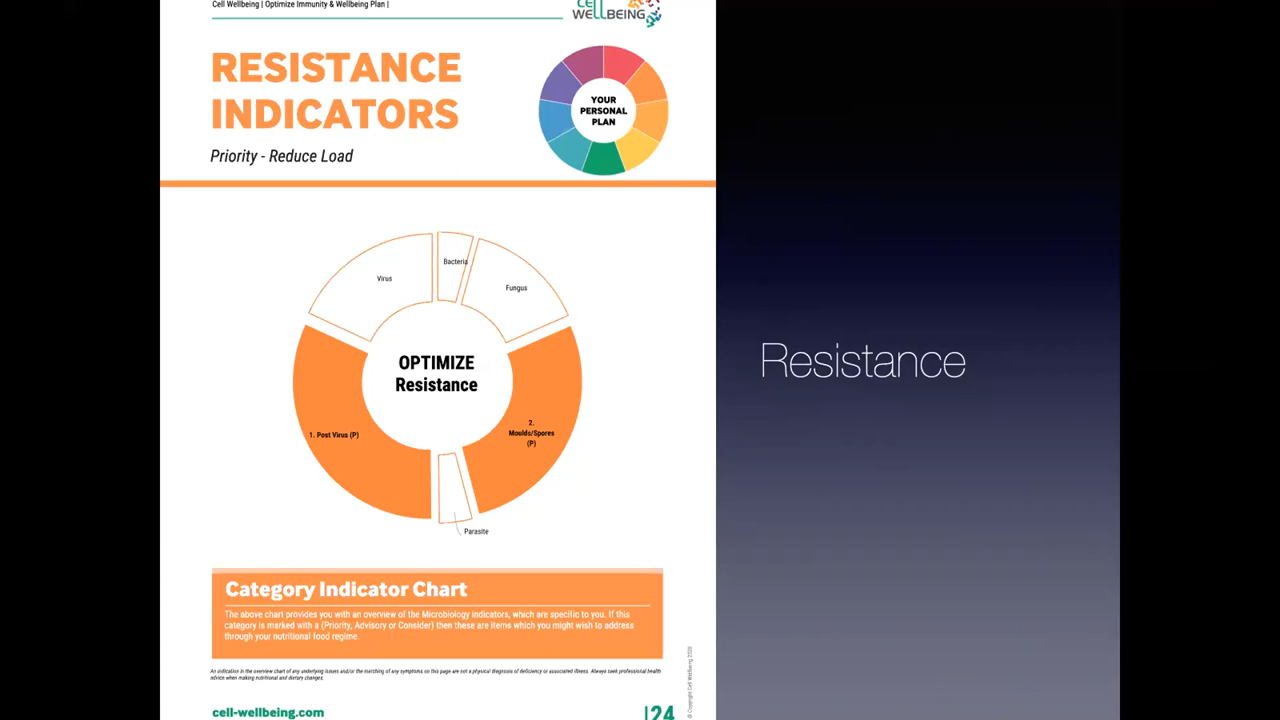 Cell Wellbeing | Optimize Immunity & Wellbeing Plan |
CELL
WELLBEING
RESISTANCE
INDICATORS
Priority - Reduce Load
YOUR
PERSONAL
PLAN
Virus
Bacteria
Fungus
OPTIMIZE
Resistance
1. Post Virus (P)
2.
Moulds/Spores
(P)
Parasite
Resistance
Category Indicator Chart
The above chart provides you with an overview of the Microbiology indicators, which are specific to you. If this
category is marked with a (Priority, Advisory or Consider) then these are items which you might wish to address
through your nutritional food regime.
An indication in the overview chart of any underlying issues and/or the matching of any symptoms on this page are not a physical diagnosis of deficiency or associated illness. Always seek professional health
advice when making nutritional and dietary changes.
© Copyright Cell Wellbeing 2020
cell-wellbeing.com
|24